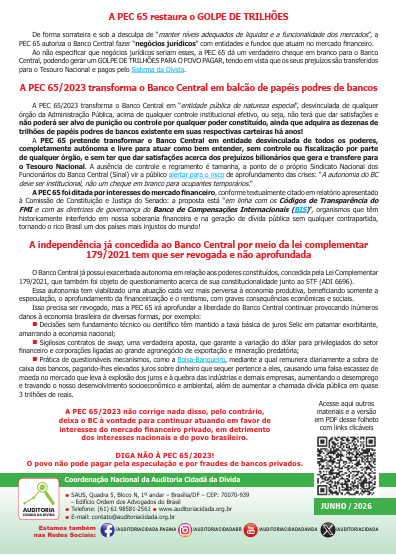 A PEC 65 restaura o GOLPE DE TRILHÕES
De forma sorrateira e sob a desculpa de "manter níveis adequados de liquidez e a funcionalidade dos mercados", a
PEC 65 autoriza o Banco Central fazer "negócios jurídicos" com entidades e fundos que atuam no mercado financeiro.
Ao não especificar que negócios jurídicos seriam esses, a PEC 65 dá um verdadeiro cheque em branco para o Banco
Central, podendo gerar um GOLPE DE TRILHÕES PARA O POVO PAGAR, tendo em vista que os seus prejuízos são transferidos
para o Tesouro Nacional e pagos pelo Sistema da Dívida.
A PEC 65/2023 transforma o Banco Central em balcão de papéis podres de bancos
A PEC 65/2023 transforma o Banco Central em "entidade pública de natureza especial", desvinculada de qualquer
órgão da Administração Pública, acima de qualquer controle institucional efetivo, ou seja, não terá que dar satisfações e
não poderá ser alvo de punição ou controle por qualquer poder constituído, ainda que adquira as dezenas de
trilhões de papéis podres de bancos existente em suas respectivas carteiras há anos!
A PEC 65 pretende transformar o Banco Central em entidade desvinculada de todos os poderes,
completamente autônoma e livre para atuar como bem entender, sem controle ou fiscalização por parte
de qualquer órgão, e sem ter que dar satisfações acerca dos prejuízos bilionários que gera e transfere para
o Tesouro Nacional. A ausência de controle e regramento é tamanha, a ponto de o próprio Sindicato Nacional dos
Funcionários do Banco Central (Sinal) vir a público alertar para o risco de aprofundamento das crises: "A autonomia do BC
deve ser institucional, não um cheque em branco para ocupantes temporários."
A PEC 65 foi ditada por interesses do mercado financeiro, conforme textualmente citado em relatório apresentado
à Comissão de Constituição e Justiça do Senado: a proposta está "em linha com os Códigos de Transparência do
FMI e com as diretrizes de governança do Banco de Compensações Internacionais (BIS)", organismos que têm
historicamente interferido em nossa soberania financeira e na geração de dívida pública sem qualquer contrapartida,
tornando o rico Brasil um dos países mais injustos do mundo!
A independência já concedida ao Banco Central por meio da lei complementar
179/2021 tem que ser revogada e não aprofundada
O Banco Central já possui exacerbada autonomia em relação aos poderes constituídos, concedida pela Lei Complementar
179/2021, que também foi objeto de questionamento acerca de sua constitucionalidade junto ao STF (ADI 6696).
Essa autonomia tem viabilizado uma atuação cada vez mais perversa à economia produtiva, beneficiando somente a
especulação, o aprofundamento da financeirização e o rentismo, com graves consequências econômicas e sociais.
Isso precisa ser revogado, mas a PEC 65 irá aprofundar a liberdade do Banco Central continuar provocando inúmeros
danos à economia brasileira de diversas formas, por exemplo:
■ Decisões sem fundamento técnico ou científico têm mantido a taxa básica de juros Selic em patamar exorbitante,
amarrando a economia nacional;
■ Sigilosos contratos de swap, uma verdadeira aposta, que garante a variação do dólar para privilegiados do setor
financeiro e corporações ligadas ao grande agronegócio de exportação e mineração predatória;
■ Prática de questionáveis mecanismos, como a Bolsa-Banqueiro, mediante a qual remunera diariamente a sobra de
caixa dos bancos, pagando-lhes elevados juros sobre dinheiro que sequer pertence a eles, causando uma falsa escassez de
moeda no mercado que leva à explosão dos juros e à quebra das indústrias e demais empresas, aumentando o desemprego
e travando o nosso desenvolvimento socioeconômico e ambiental, além de aumentar a chamada dívida pública em quase
3 trilhões de reais.
A PEC 65/2023 não corrige nada disso, pelo contrário,
deixa o BC à vontade para continuar atuando em favor de
interesses do mercado financeiro privado, em detrimento
dos interesses nacionais e do povo brasileiro.
DIGA NÃO À PEC 65/2023!
O povo não pode pagar pela especulação e por fraudes de bancos privados.
Acesse aqui outros
materiais e a versão
em PDF desse folheto
com links clicáveis
JUNHO / 2026
AUDITORIA
CIDADÃ DA DÍVIDA
Coordenação Nacional da Auditoria Cidadã da Dívida
● SAUS, Quadra 5, Bloco N, 1º andar – Brasília/DF – CEP: 70070-939
– Edifício Ordem dos Advogados do Brasil
● Telefone: (61) 61 98581-2561 ● www.auditoriacidada.org.br
● E-mail: contato@auditoriacidada.org.br
Estamos também
nas Redes Sociais:
/AUDITORIACIDADA.PAGINA
/AUDITORIACIDADABR
/AUDITORIACIDADADIVIDA
/AUDITORIACIDADA